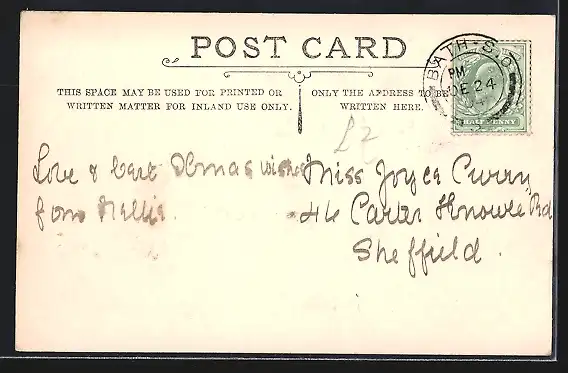 POST CARD
THIS SPACE MAY BE USED FOR PRINTED OR
WRITTEN MATTER FOR INLAND USE ONLY.
ONLY THE ADDRESS TO BE
WRITTEN HERE.
BATH·S.O
PM
DE 24
HALFPENNY
£2
Love & best Xmas wishes
from Nellie.
Miss Joyce Curry
46 Carter Knowle Rd
Sheffield.